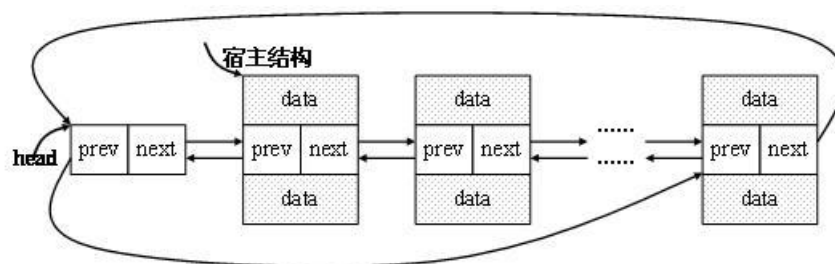 宿主结构
data data data
head prev next prev next prev next ...... ...... prev next
data data data